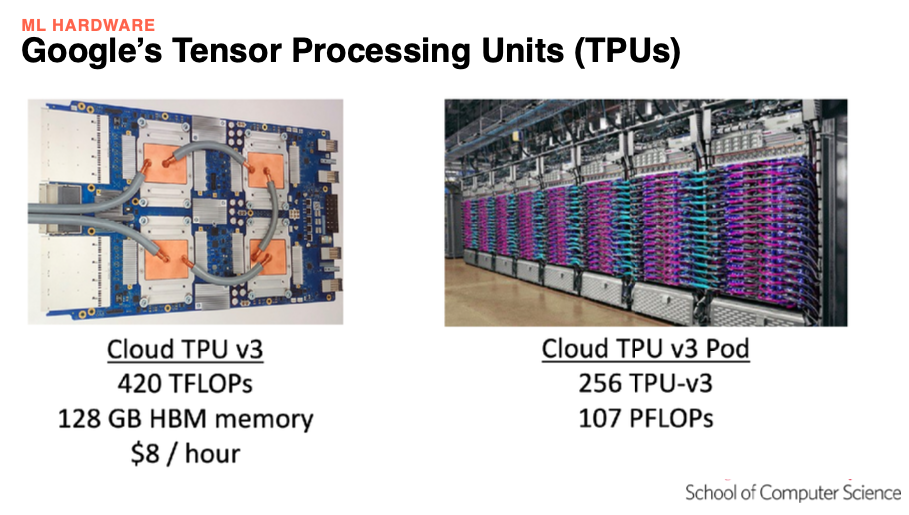 ML HARDWARE
Google's Tensor Processing Units (TPUs)
Cloud TPU v3
420 TFLOPs
128 GB HBM memory
$8 / hour
Cloud TPU v3 Pod
256 TPU-v3
107 PFLOPs
School of Computer Science